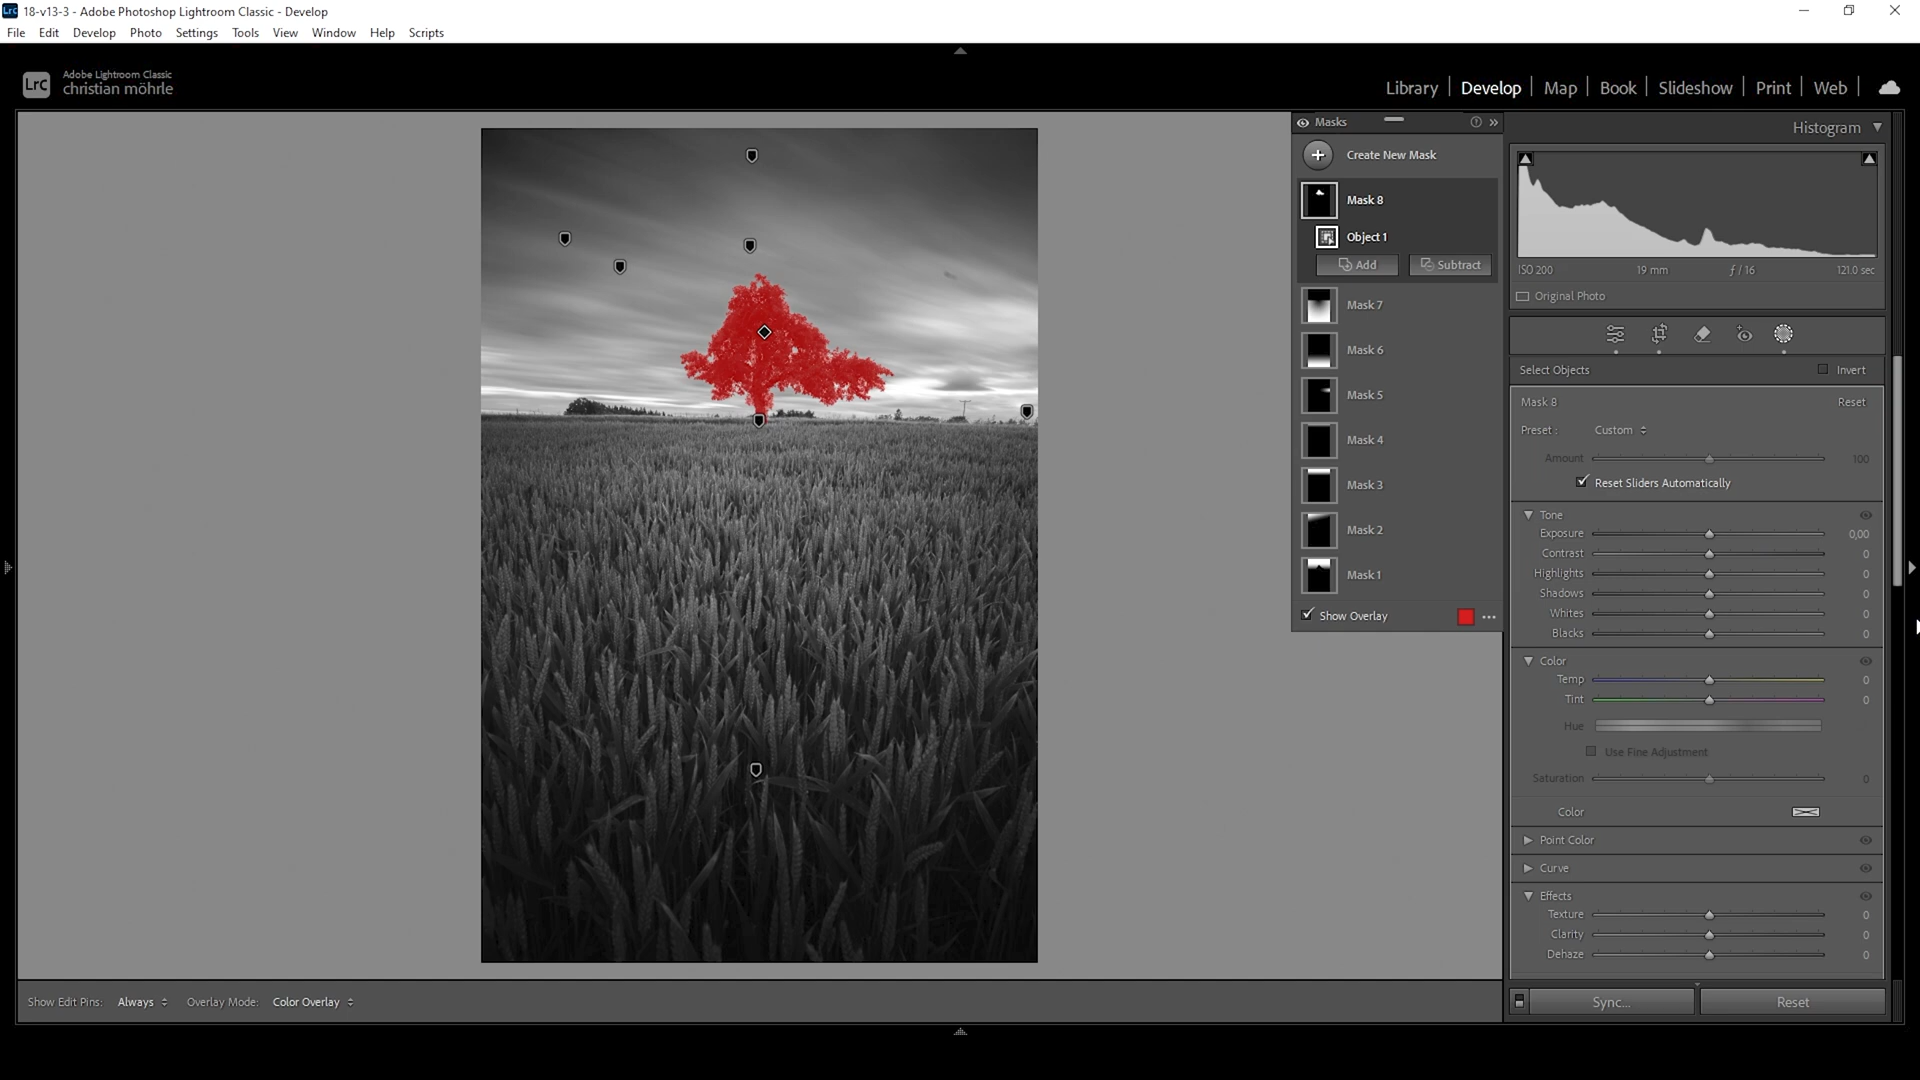 18-v13-3 - Adobe Photoshop Lightroom Classic - Develop
File Edit Develop Photo Settings Tools View Window Help Scripts
LrC
Adobe Lightroom Classic
christian möhrle
Library | Develop | Map | Book | Slideshow | Print | Web |
Masks
Create New Mask
Mask 8
Object 1
Add Subtract
Mask 7
Mask 6
Mask 5
Mask 4
Mask 3
Mask 2
Mask 1
Show Overlay
Histogram
ISO 200 19 mm ƒ / 16 121.0 sec
Original Photo
Select Objects Invert
Mask 8 Reset
Preset : Custom
Amount 100
Reset Sliders Automatically
Tone
Exposure 0,00
Contrast 0
Highlights 0
Shadows 0
Whites 0
Blacks 0
Color
Temp 0
Tint 0
Hue
Use Fine Adjustment
Saturation 0
Color
Point Color
Curve
Effects
Texture 0
Clarity 0
Dehaze 0
Show Edit Pins: Always Overlay Mode: Color Overlay
Sync... Reset